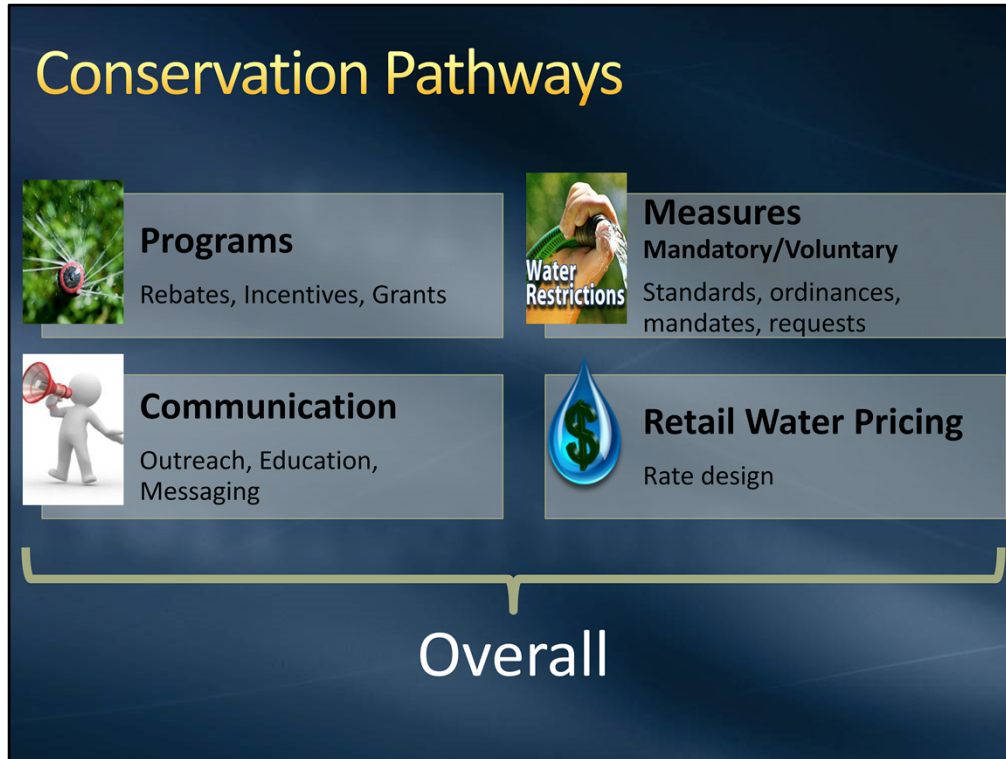 Conservation Pathways
Programs
Rebates, Incentives, Grants
Water
Restrictions
Measures
Mandatory/Voluntary
Standards, ordinances,
mandates, requests
Communication
Outreach, Education,
Messaging
$
Retail Water Pricing
Rate design
Overall